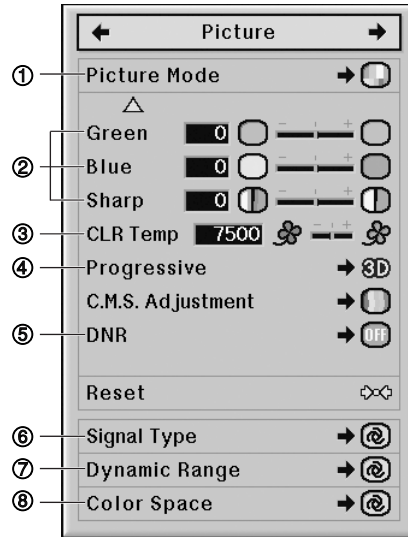 Picture
① Picture Mode
② Green 0 - +
Blue 0 - +
Sharp 0 - +
③ CLR Temp 7500 - +
④ Progressive 3D
C.M.S. Adjustment
⑤ DNR OFF
Reset
⑥ Signal Type
⑦ Dynamic Range
⑧ Color Space